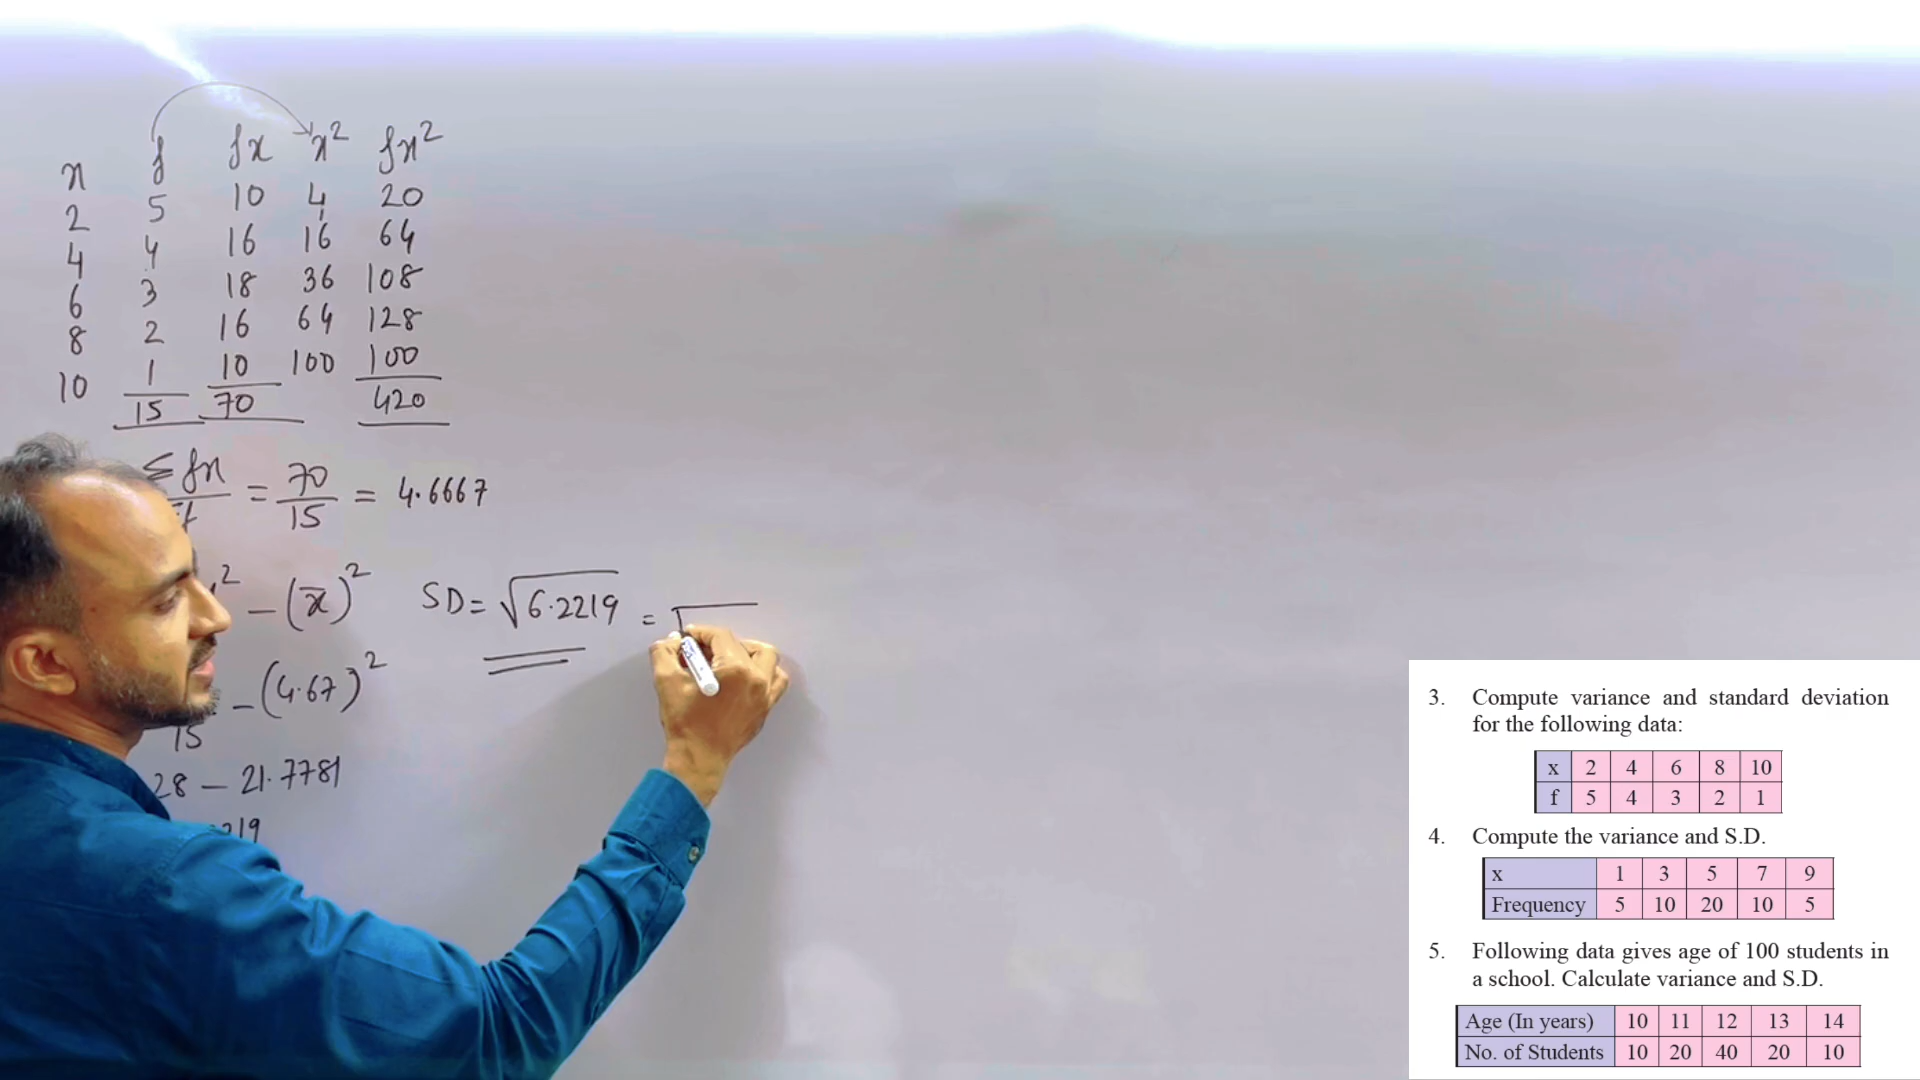 x f fx x² fx²
2 5 10 4 20
4 4 16 16 64
6 3 18 36 108
8 2 16 64 128
10 1 10 100 100
15 70 420
Σfx = 70 = 4.6667
15
² - (x̄)² SD = √6.2219 =
15 - (4.67)²
28 - 21.7781
219
3. Compute variance and standard deviation
for the following data:
x 2 4 6 8 10
f 5 4 3 2 1
4. Compute the variance and S.D.
x 1 3 5 7 9
Frequency 5 10 20 10 5
5. Following data gives age of 100 students in
a school. Calculate variance and S.D.
Age (In years) 10 11 12 13 14
No. of Students 10 20 40 20 10